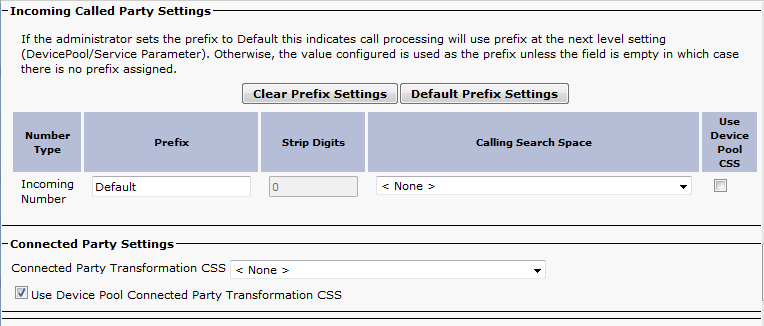 Incoming Called Party Settings
If the administrator sets the prefix to Default this indicates call processing will use prefix at the next level setting
(DevicePool/Service Parameter). Otherwise, the value configured is used as the prefix unless the field is empty in which case
there is no prefix assigned.
Clear Prefix Settings Default Prefix Settings
Number Type Prefix Strip Digits Calling Search Space Use Device Pool CSS
Incoming Number Default 0 < None >
Connected Party Settings
Connected Party Transformation CSS < None >
Use Device Pool Connected Party Transformation CSS